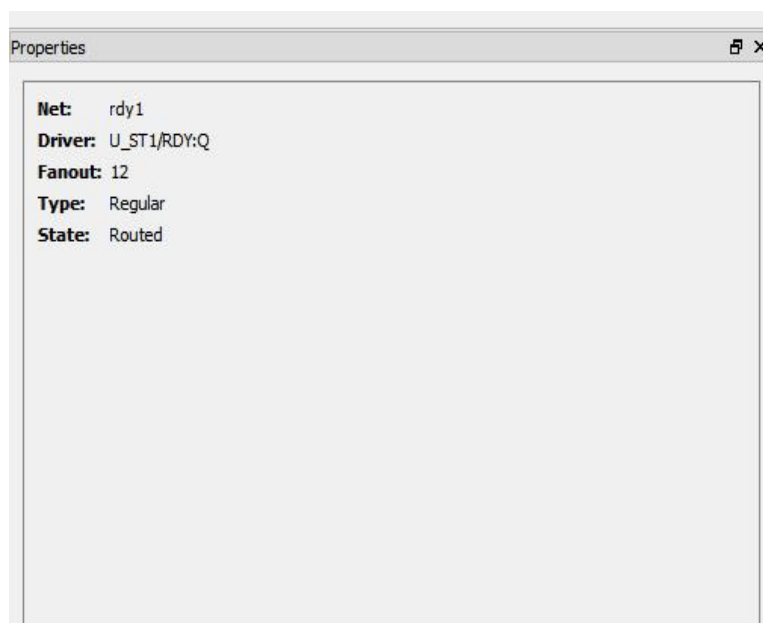 Properties
Net: rdy1
Driver: U_ST1/RDY:Q
Fanout: 12
Type: Regular
State: Routed